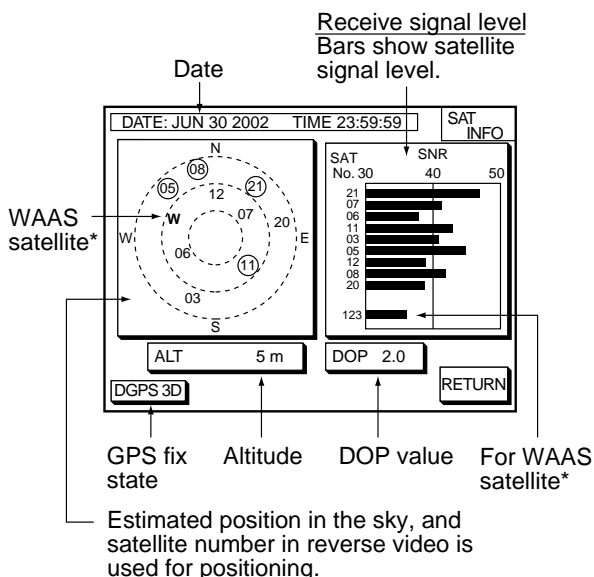 Receive signal level
Bars show satellite
signal level.
Date
DATE: JUN 30 2002 TIME 23:59:59
SAT
INFO
N
08
05
21
12
W
07
20
W
E
06
11
03
S
SAT SNR
No. 30 40 50
21
07
06
11
03
05
12
08
20
123
WAAS
satellite*
ALT 5 m
DOP 2.0
DGPS 3D
RETURN
GPS fix
state
Altitude
DOP value
For WAAS
satellite*
Estimated position in the sky, and
satellite number in reverse video is
used for positioning.